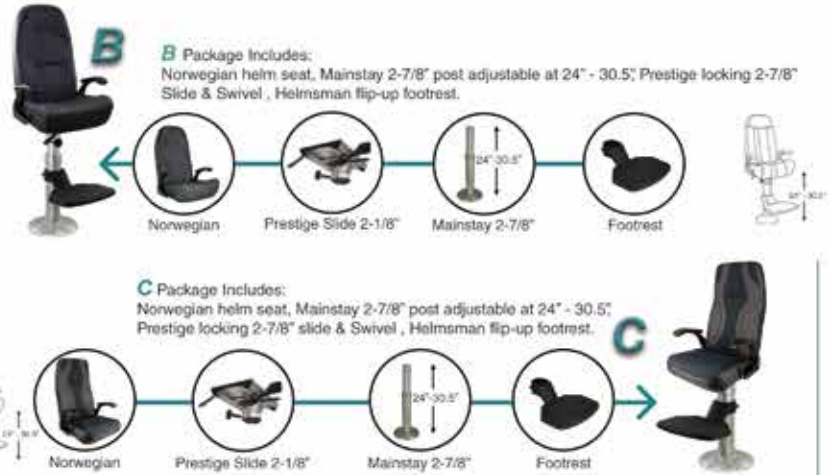 B
B Package Includes:
Norwegian helm seat, Mainstay 2-7/8" post adjustable at 24" - 30.5", Prestige locking 2-7/8"
Slide & Swivel , Helmsman flip-up footrest.
24"-30.5"
Norwegian
Prestige Slide 2-1/8"
Mainstay 2-7/8"
Footrest
C Package Includes:
Norwegian helm seat, Mainstay 2-7/8" post adjustable at 24" - 30.5",
Prestige locking 2-7/8" slide & Swivel , Helmsman flip-up footrest.
C
24"-30.5"
Norwegian
Prestige Slide 2-1/8"
Mainstay 2-7/8"
Footrest